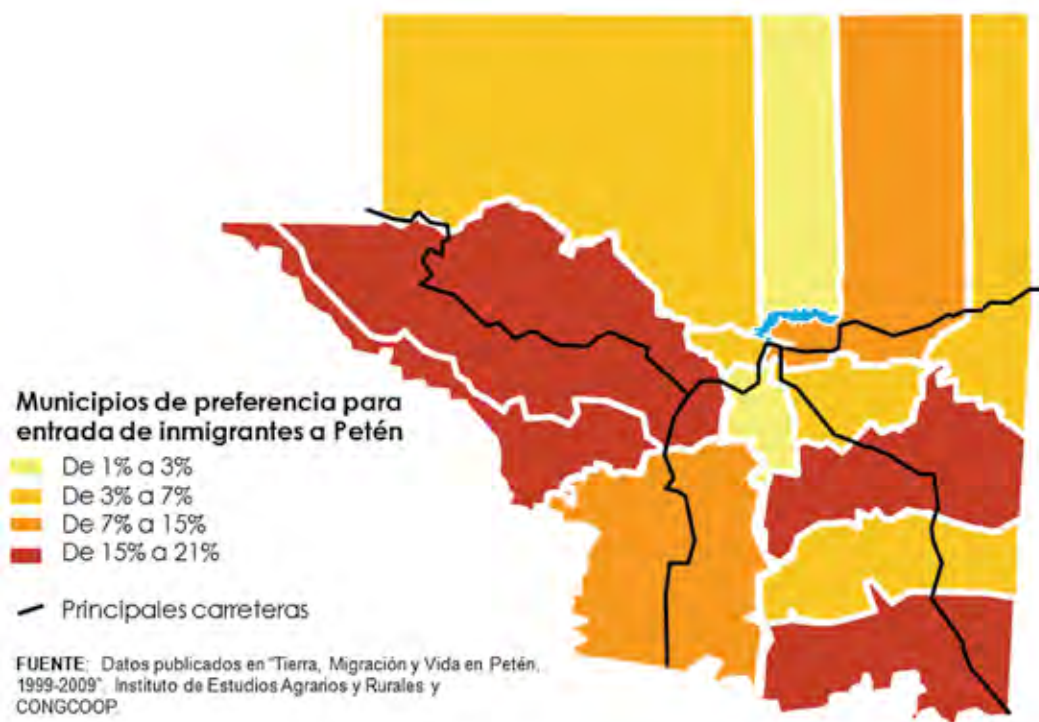 Municipios de preferencia para
entrada de inmigrantes a Petén
De 1% a 3%
De 3% a 7%
De 7% a 15%
De 15% a 21%
Principales carreteras
FUENTE: Datos publicados en "Tierra, Migración y Vida en Petén,
1999-2009". Instituto de Estudios Agrarios y Rurales y
CONGCOOP.